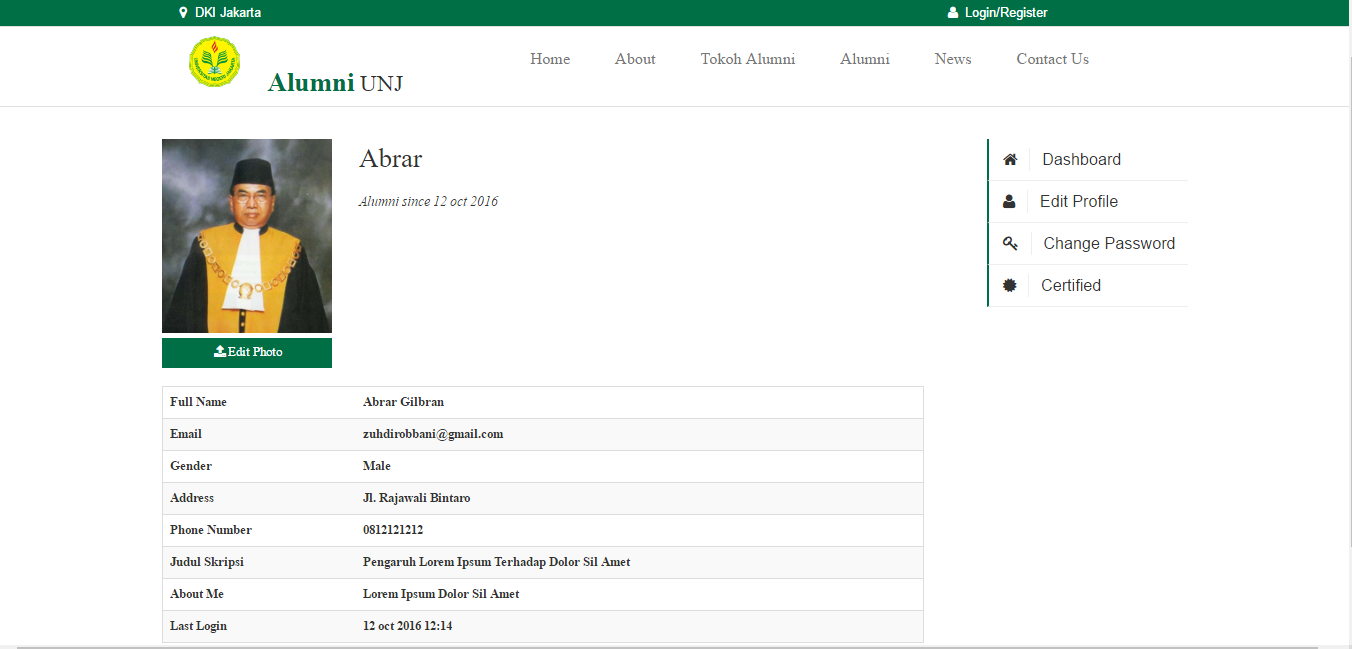 DKI Jakarta
Login/Register
UNIVERSITAS NEGERI JAKARTA
Alumni UNJ
Home
About
Tokoh Alumni
Alumni
News
Contact Us
Abrar
Alumni since 12 oct 2016
Edit Photo
Dashboard
Edit Profile
Change Password
Certified
Full Name Abrar Gilbran
Email zuhdirobbani@gmail.com
Gender Male
Address Jl. Rajawali Bintaro
Phone Number 0812121212
Judul Skripsi Pengaruh Lorem Ipsum Terhadap Dolor Sil Amet
About Me Lorem Ipsum Dolor Sil Amet
Last Login 12 oct 2016 12:14